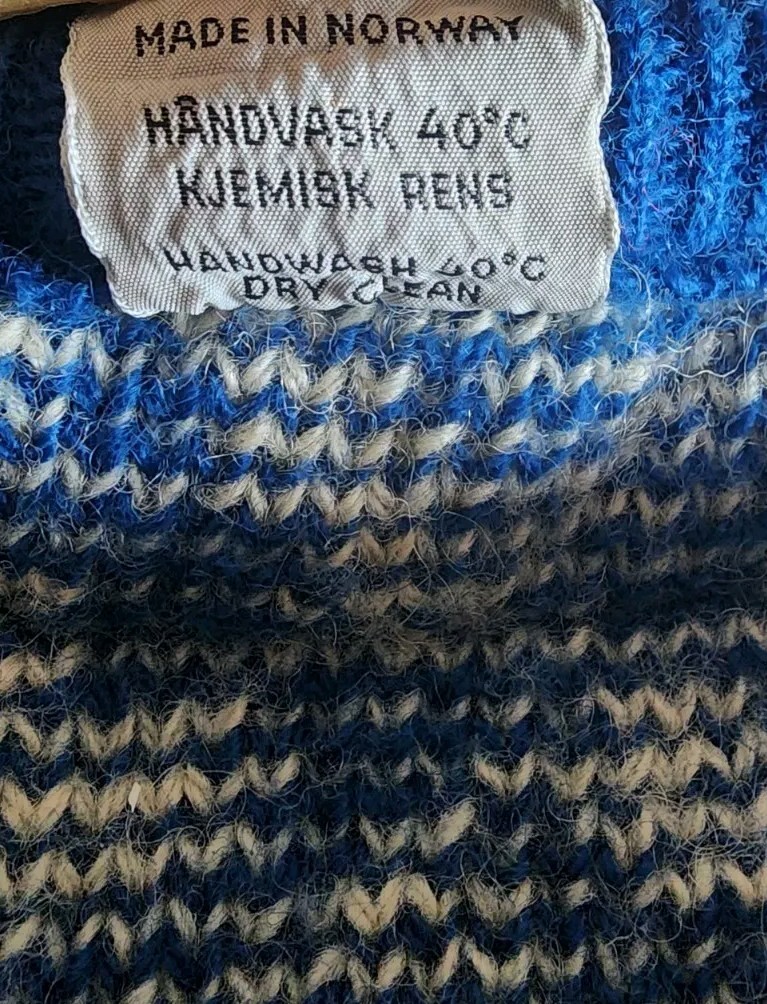 MADE IN NORWAY
HÅNDVASK 40°C
KJEMISK RENS
HANDWASH 40°C
DRY CLEAN